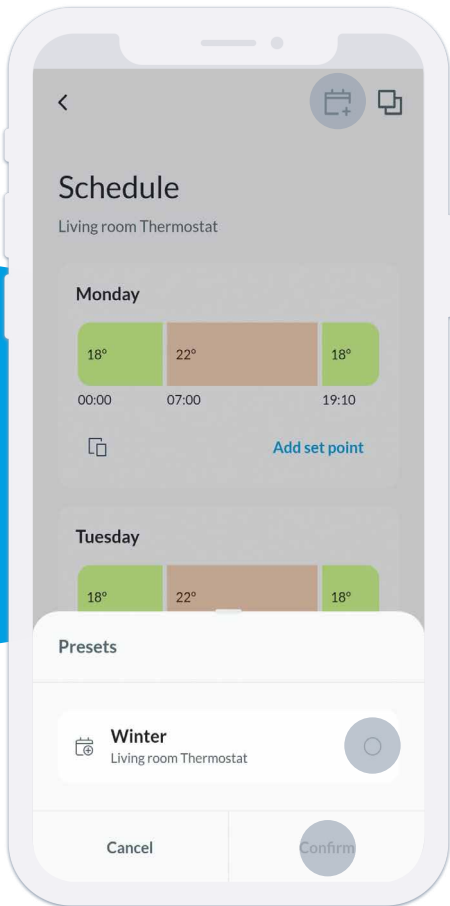 Schedule
Living room Thermostat
Monday
18° 22° 18°
00:00 07:00 19:10
Add set point
Tuesday
18° 22° 18°
Presets
Winter
Living room Thermostat
Cancel Confirm